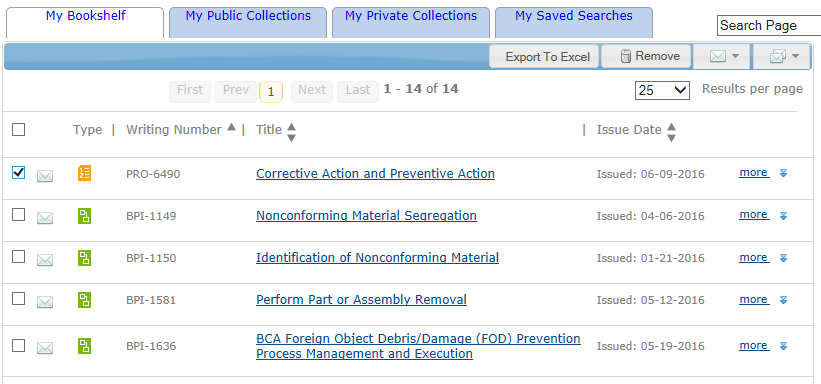 My Bookshelf My Public Collections My Private Collections My Saved Searches
Search Page
Export To Excel Remove
First Prev 1 Next Last 1 - 14 of 14 25 Results per page
Type | Writing Number | Title | Issue Date
PRO-6490 Corrective Action and Preventive Action Issued: 06-09-2016 more
BPI-1149 Nonconforming Material Segregation Issued: 04-06-2016 more
BPI-1150 Identification of Nonconforming Material Issued: 01-21-2016 more
BPI-1581 Perform Part or Assembly Removal Issued: 05-12-2016 more
BPI-1636 BCA Foreign Object Debris/Damage (FOD) Prevention Issued: 05-19-2016 more
Process Management and Execution